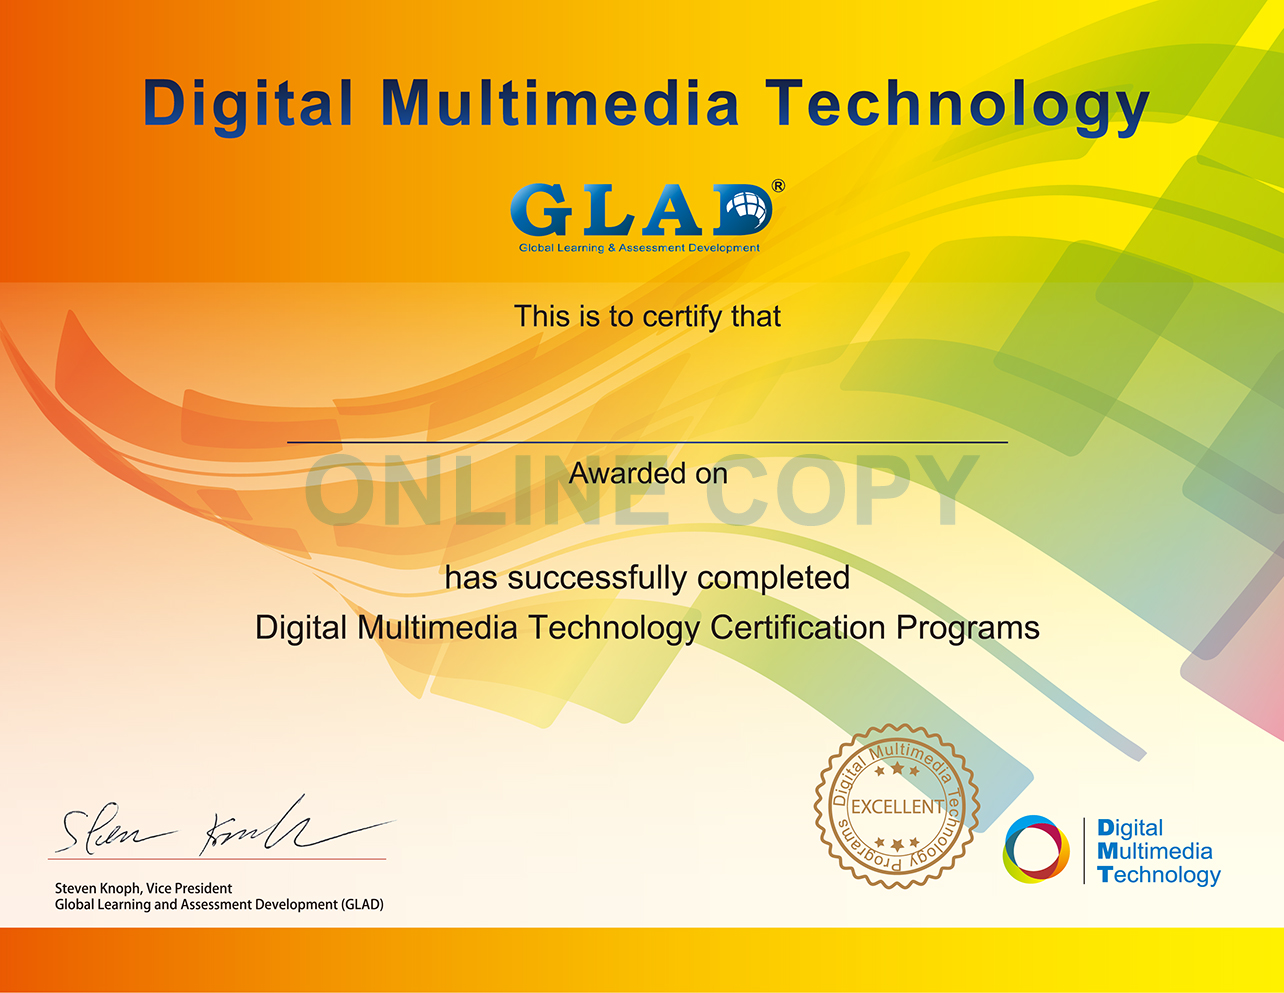 Digital Multimedia Technology
GLAD®
Global Learning & Assessment Development
This is to certify that
ONLINE COPY
Awarded on
has successfully completed
Digital Multimedia Technology Certification Programs
Digital Multimedia Technology Programs
EXCELLENT
Digital
Multimedia
Technology
Steven Knoph
Steven Knoph, Vice President
Global Learning and Assessment Development (GLAD)